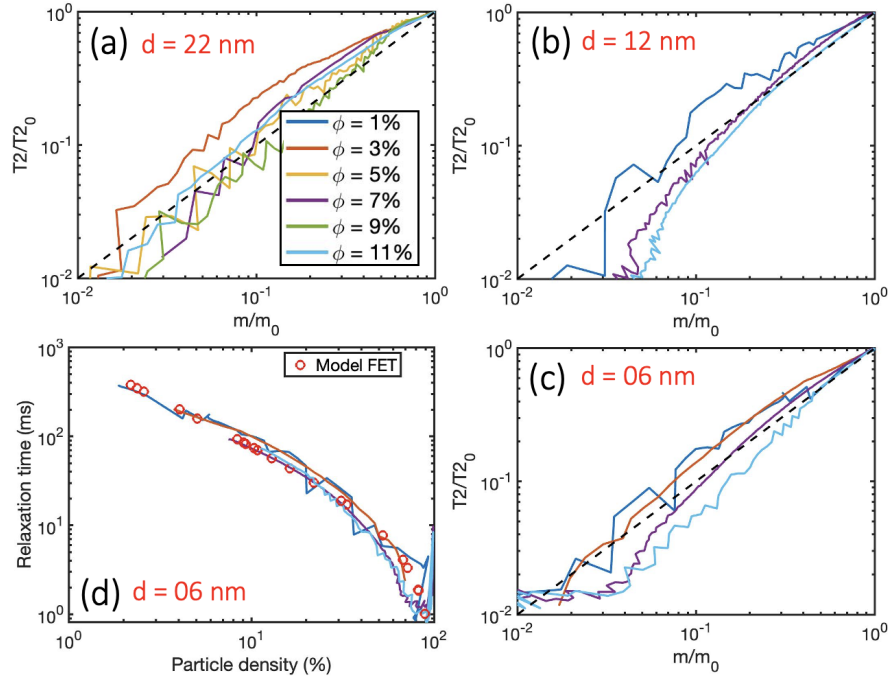 (a) d = 22 nm
10⁰
10⁻¹
10⁻²
T2/T2₀
10⁻² 10⁻¹ 10⁰
m/m₀
ϕ = 1%
ϕ = 3%
ϕ = 5%
ϕ = 7%
ϕ = 9%
ϕ = 11%
(b) d = 12 nm
10⁰
10⁻¹
10⁻²
T2/T2₀
10⁻² 10⁻¹ 10⁰
m/m₀
Model FET
10³
10²
10¹
10⁰
Relaxation time (ms)
(d) d = 06 nm
10⁰ 10¹ 10²
Particle density (%)
(c) d = 06 nm
10⁰
10⁻¹
10⁻²
T2/T2₀
10⁻² 10⁻¹ 10⁰
m/m₀